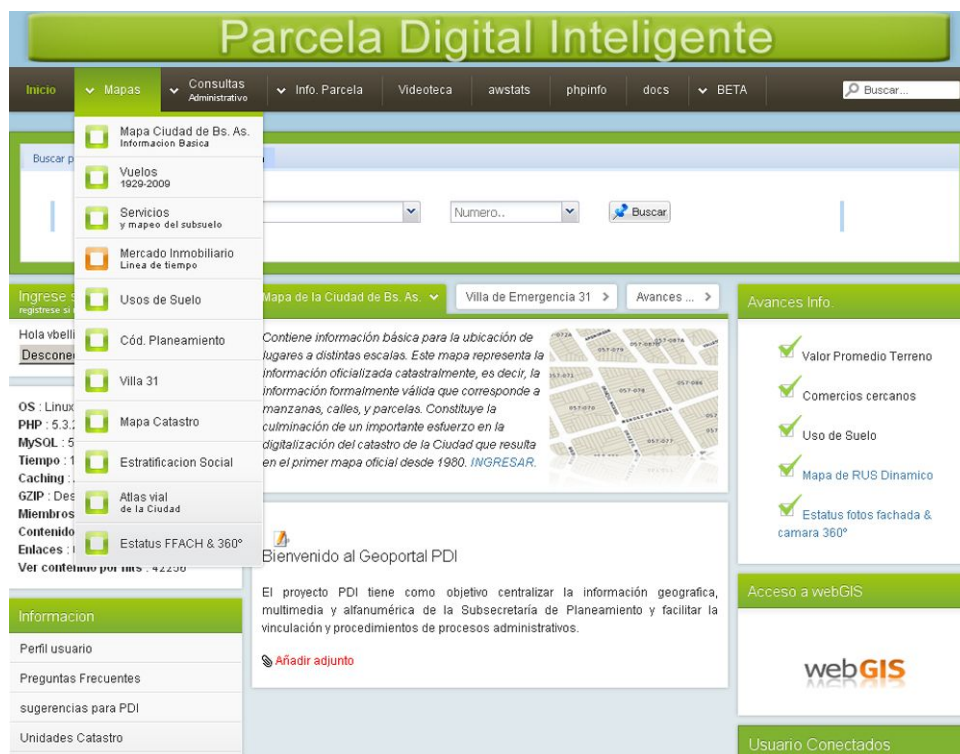 Parcela Digital Inteligente
Inicio
Mapas
Consultas
Administrativo
Info. Parcela
Videoteca
awstats
phpinfo
docs
BETA
Buscar...
Mapa Ciudad de Bs. As.
Informacion Basica
Vuelos
1929-2009
Servicios
y mapeo del subsuelo
Mercado Inmobiliario
Linea de tiempo
Usos de Suelo
Cód. Planeamiento
Villa 31
Mapa Catastro
Estratificacion Social
Atlas vial
de la Ciudad
Estatus FFACH & 360º
Buscar p
Numero..
Buscar
Ingrese s
registrese si
Hola vbelli
Descone
OS : Linux
PHP : 5.3.2
MySQL : 5
Tiempo : 1
Caching :
GZIP : Des
Miembros
Contenido
Enlaces :
Ver contenido por hits : 42256
Informacion
Perfil usuario
Preguntas Frecuentes
sugerencias para PDI
Unidades Catastro
Mapa de la Ciudad de Bs. As.
Villa de Emergencia 31
Avances ...
Contiene información básica para la ubicación de
lugares a distintas escalas. Este mapa representa la
información oficializada catastralmente, es decir, la
información formalmente válida que corresponde a
manzanas, calles, y parcelas. Constituye la
culminación de un importante esfuerzo en la
digitalización del catastro de la Ciudad que resulta
en el primer mapa oficial desde 1980. INGRESAR.
Bienvenido al Geoportal PDI
El proyecto PDI tiene como objetivo centralizar la información geografica,
multimedia y alfanumérica de la Subsecretaría de Planeamiento y facilitar la
vinculación y procedimientos de procesos administrativos.
Añadir adjunto
Avances Info.
Valor Promedio Terreno
Comercios cercanos
Uso de Suelo
Mapa de RUS Dinamico
Estatus fotos fachada &
camara 360º
Acceso a webGIS
webGIS
Usuario Conectados